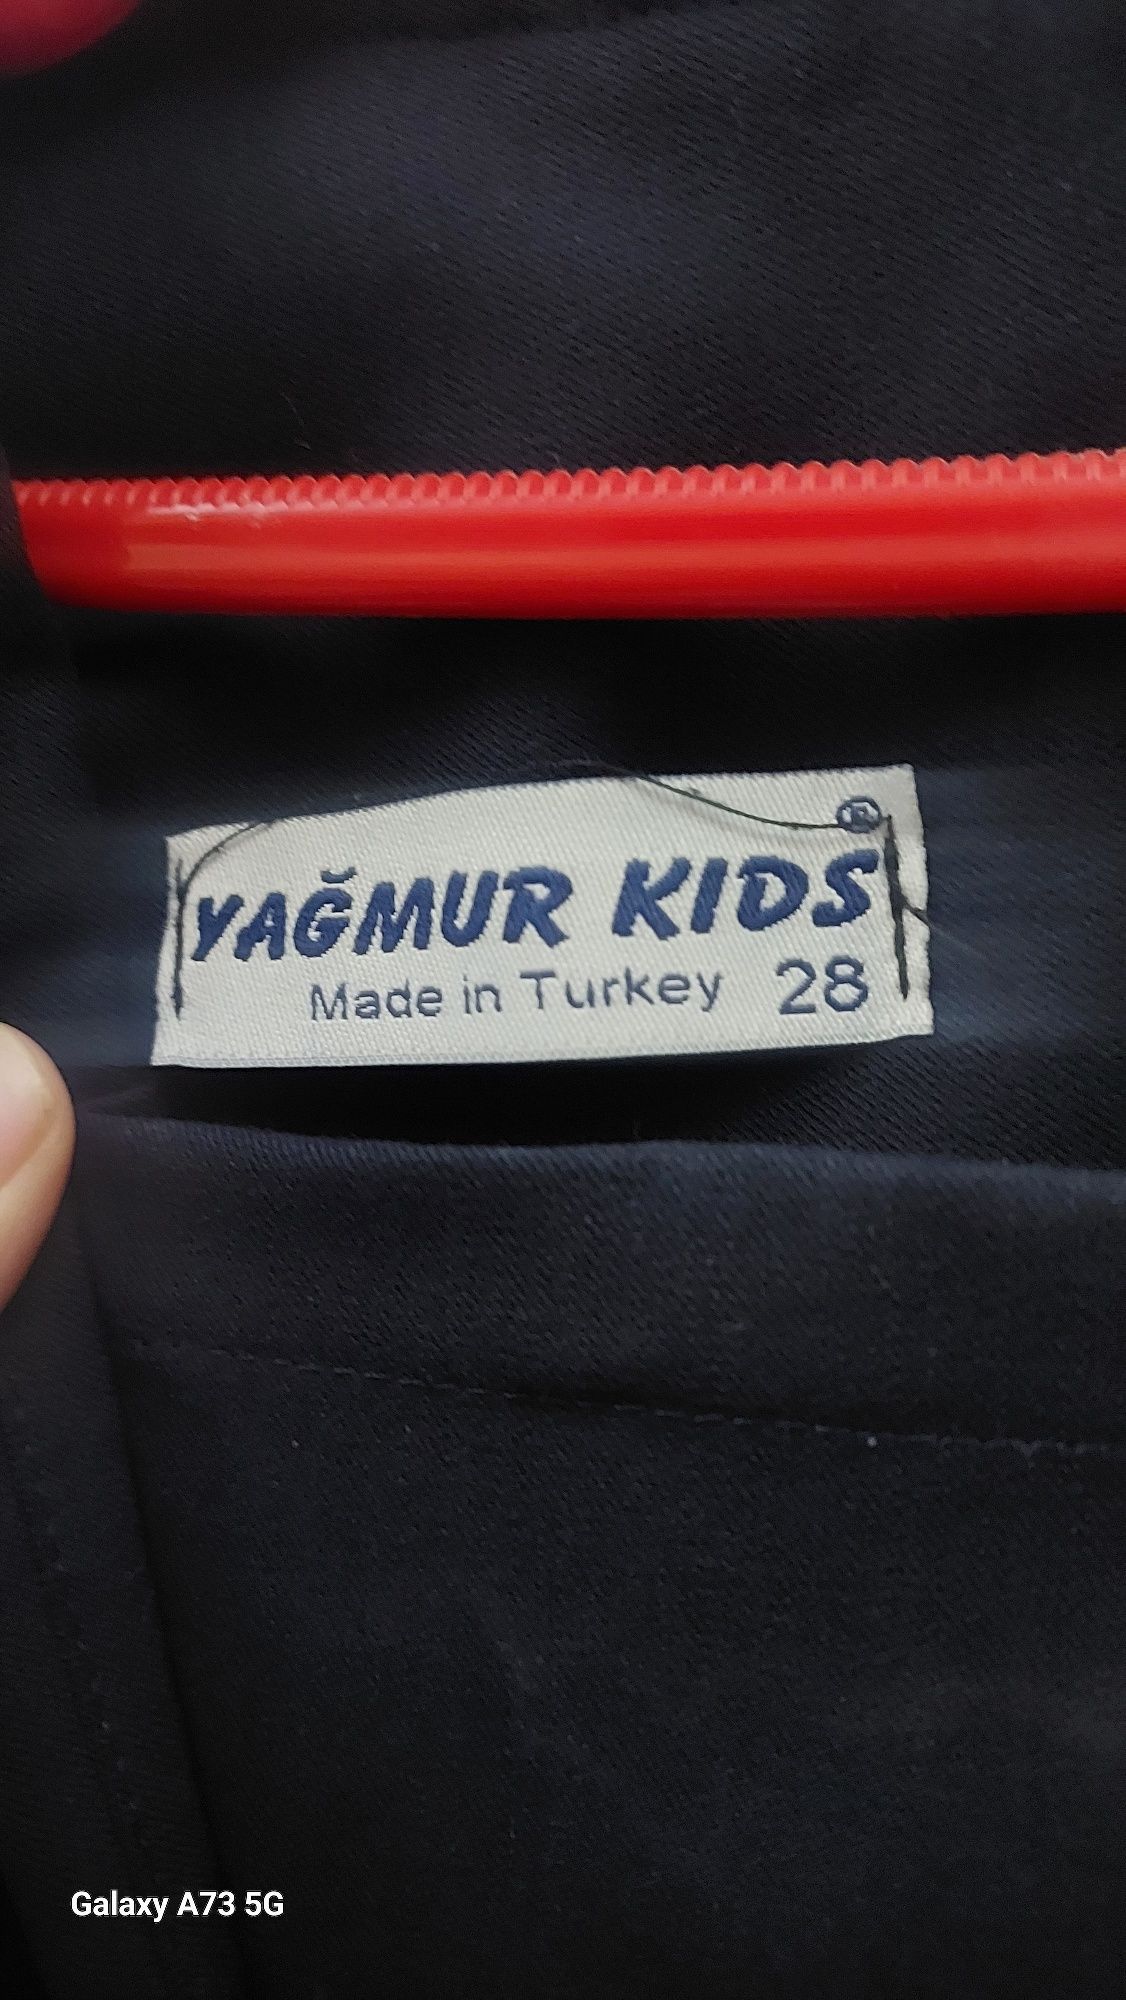 ®
YAĞMUR KIDS
Made in Turkey 28
Galaxy A73 5G